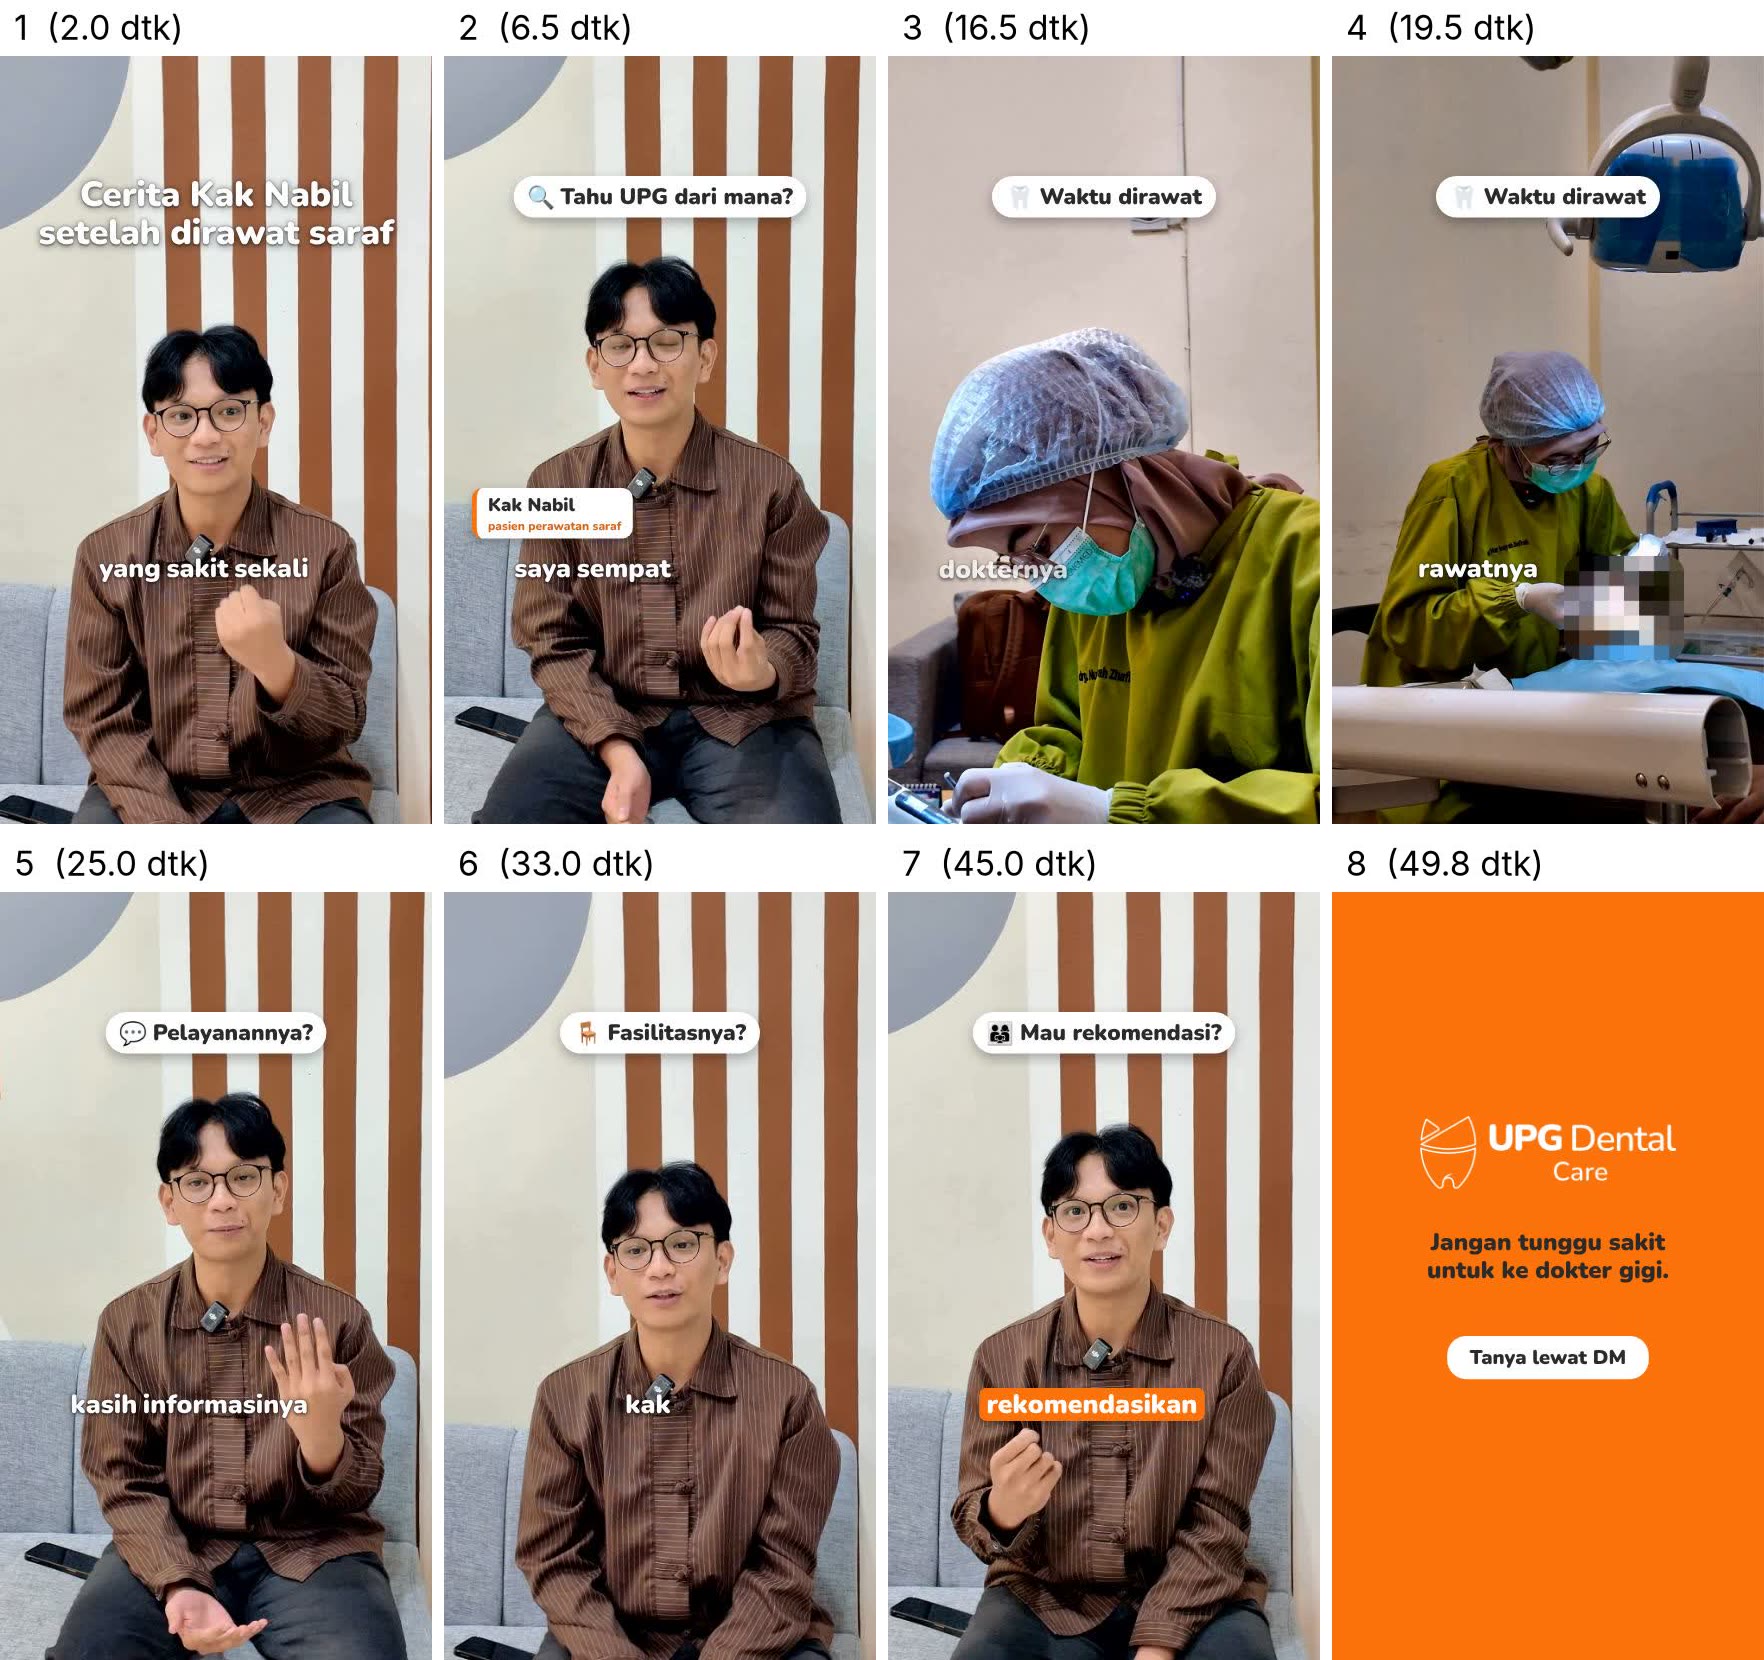 1 (2.0 dtk)
Cerita Kak Nabil
setelah dirawat saraf
yang sakit sekali
2 (6.5 dtk)
Tahu UPG dari mana?
Kak Nabil
pasien perawatan saraf
saya sempat
3 (16.5 dtk)
Waktu dirawat
dokternya
4 (19.5 dtk)
Waktu dirawat
rawatnya
5 (25.0 dtk)
Pelayanannya?
kasih informasinya
6 (33.0 dtk)
Fasilitasnya?
kak
7 (45.0 dtk)
Mau rekomendasi?
rekomendasikan
8 (49.8 dtk)
UPG Dental
Care
Jangan tunggu sakit
untuk ke dokter gigi.
Tanya lewat DM